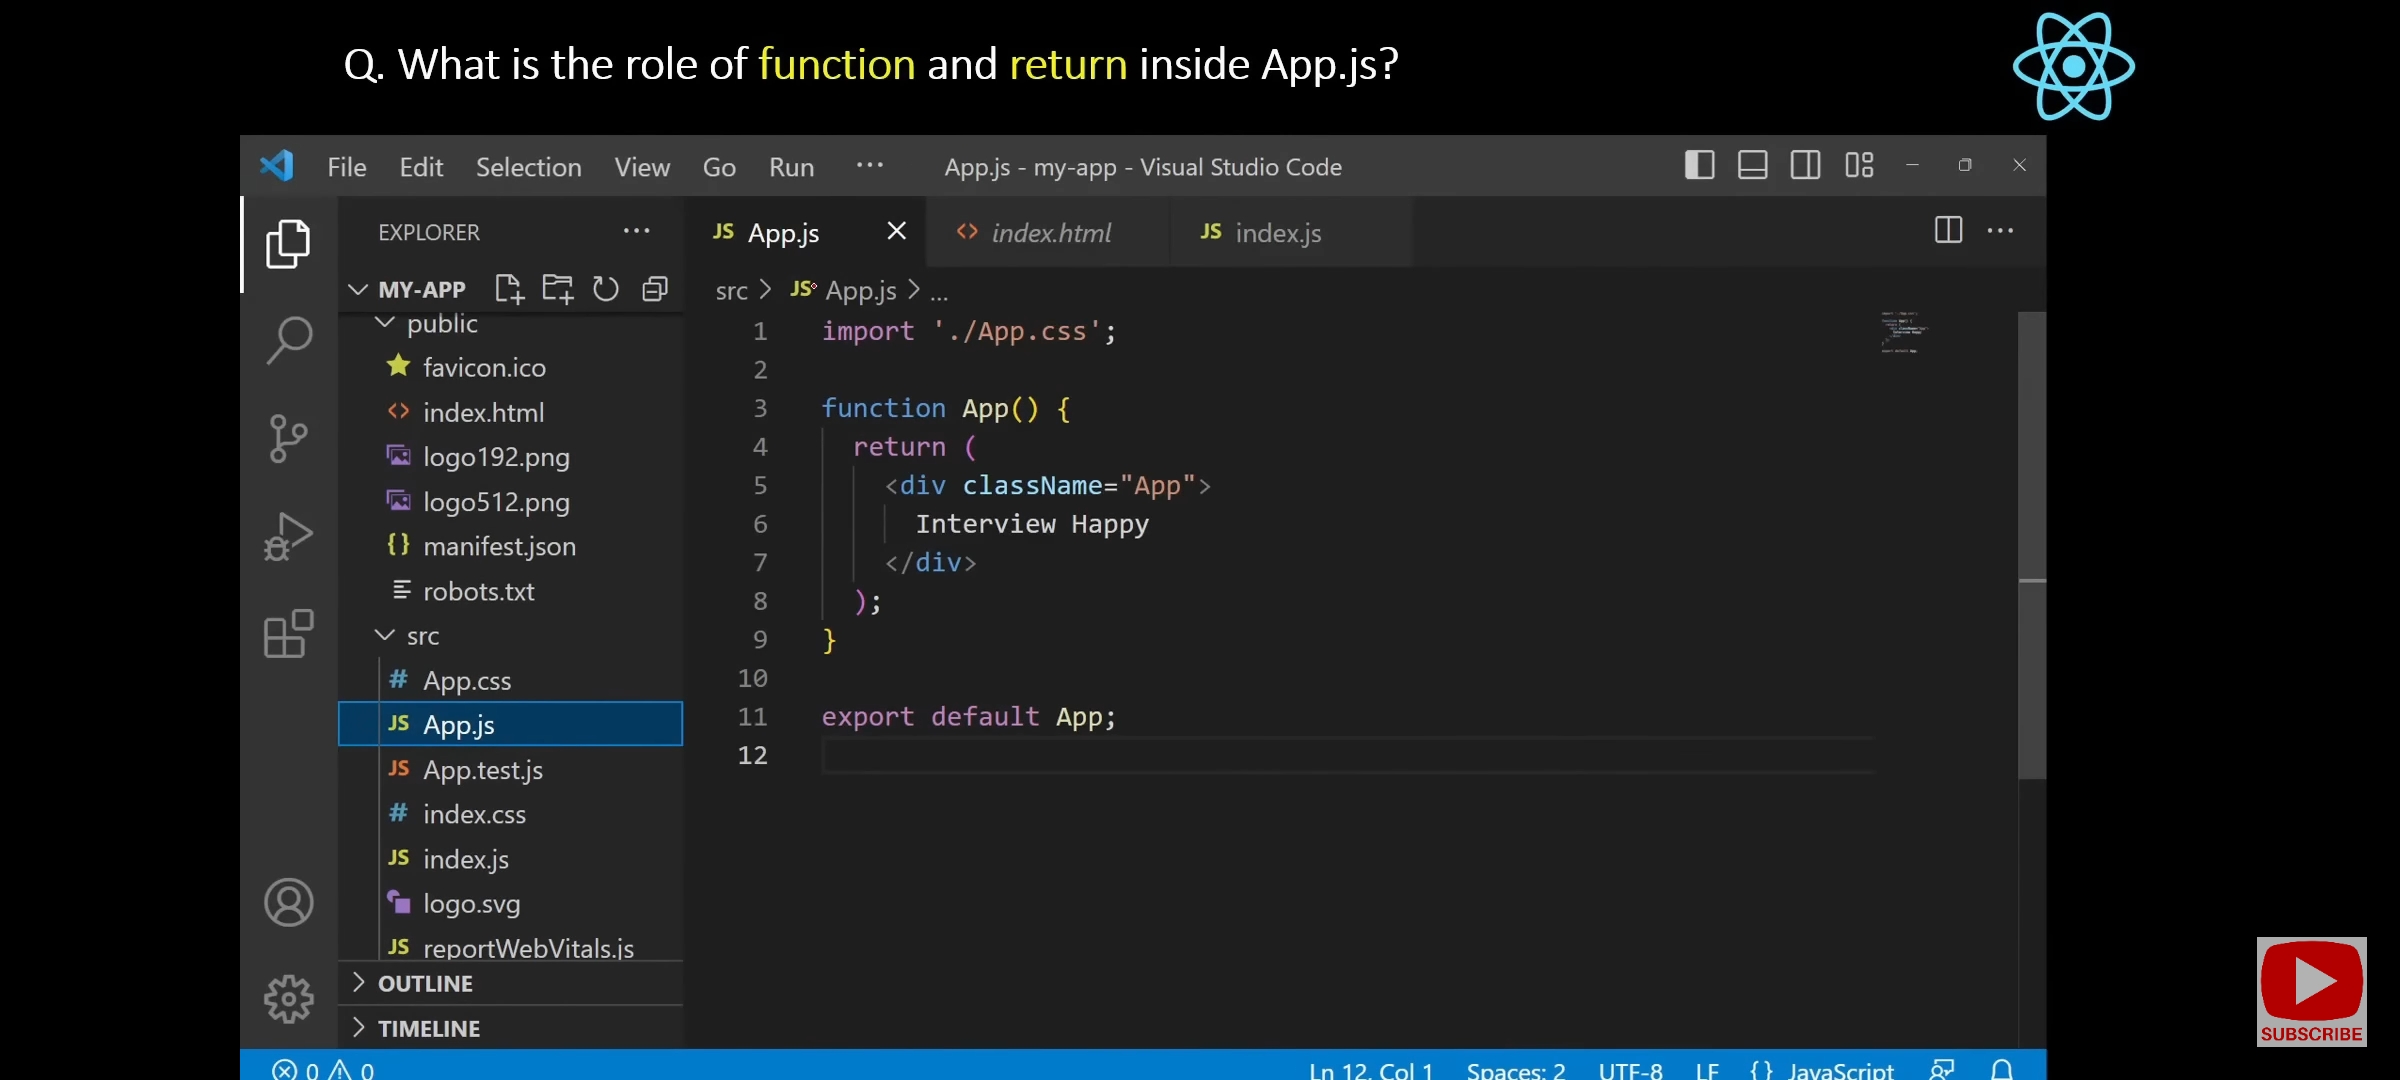 Q. What is the role of function and return inside App.js?
File Edit Selection View Go Run ··· App.js - my-app - Visual Studio Code
EXPLORER ···
App.js
index.html
index.js
MY-APP
src > JS App.js > ...
public
favicon.ico
index.html
logo192.png
logo512.png
manifest.json
robots.txt
src
App.css
JS App.js
JS App.test.js
index.css
JS index.js
logo.svg
JS reportWebVitals.js
OUTLINE
TIMELINE
1 import './App.css';
2
3 function App() {
4 return (
5 <div className="App">
6 Interview Happy
7 </div>
8 );
9 }
10
11 export default App;
12
0 0
Ln 12, Col 1 Spaces: 2 UTF-8 LF {} JavaScript
SUBSCRIBE